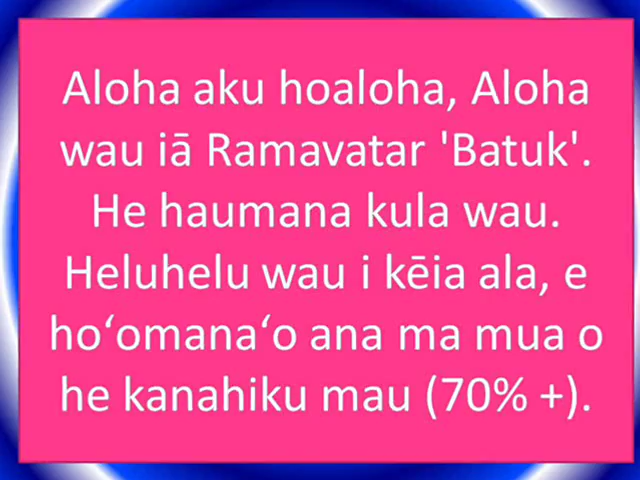 Aloha aku hoaloha, Aloha
wau iā Ramavatar 'Batuk'.
He haumana kula wau.
Heluhelu wau i kēia ala, e
hoʻomanaʻo ana ma mua o
he kanahiku mau (70% +).